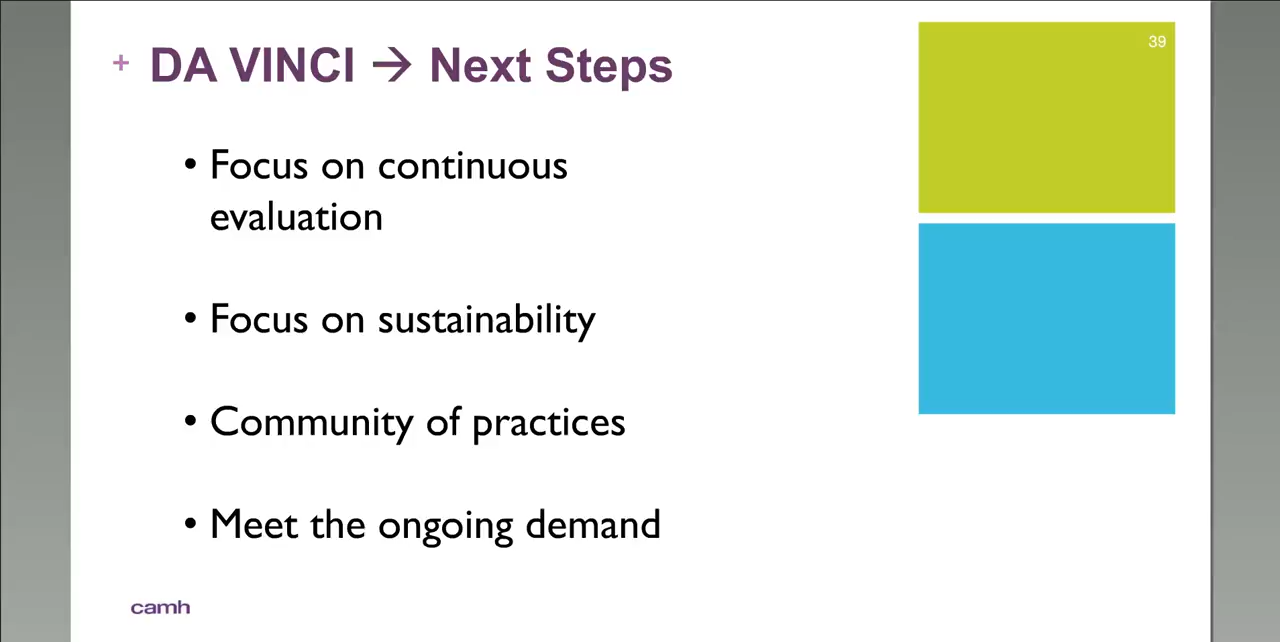 39
+ DA VINCI → Next Steps
• Focus on continuous
evaluation
• Focus on sustainability
• Community of practices
• Meet the ongoing demand
camh